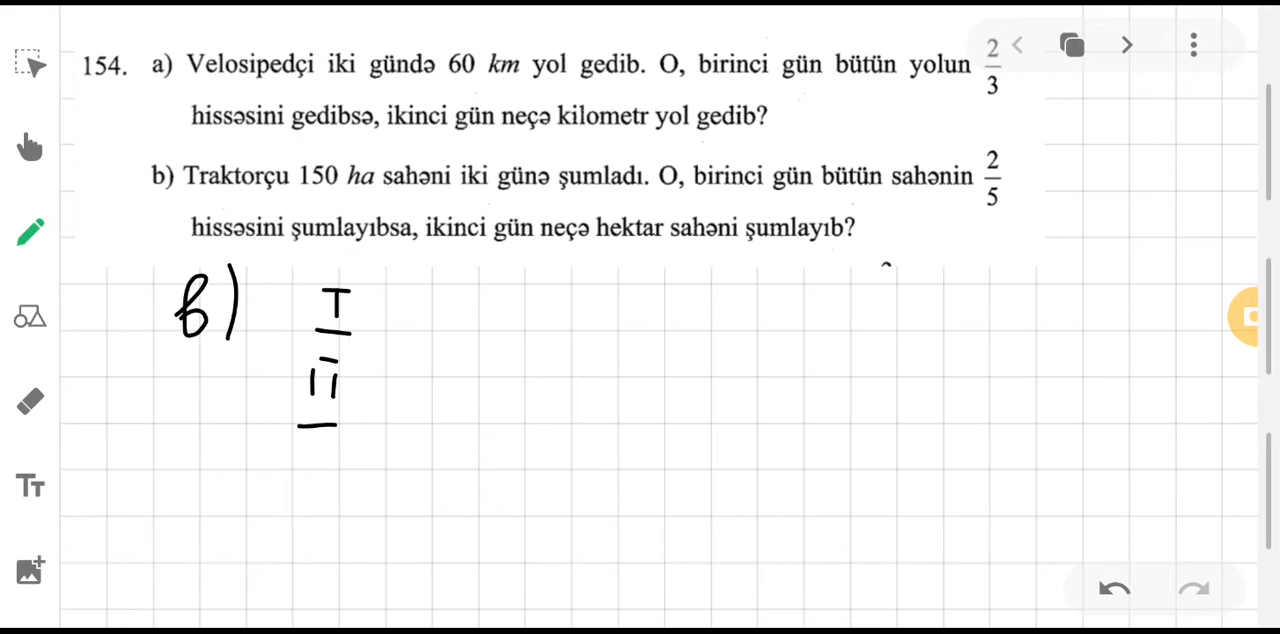 154. a) Velosipedçi iki gündə 60 km yol gedib. O, birinci gün bütün yolun 2/3
hissəsini gedibsə, ikinci gün neçə kilometr yol gedib?
b) Traktorçu 150 ha sahəni iki günə şumladı. O, birinci gün bütün sahənin 2/5
hissəsini şumlayıbsa, ikinci gün neçə hektar sahəni şumlayıb?
b) I
II
TT